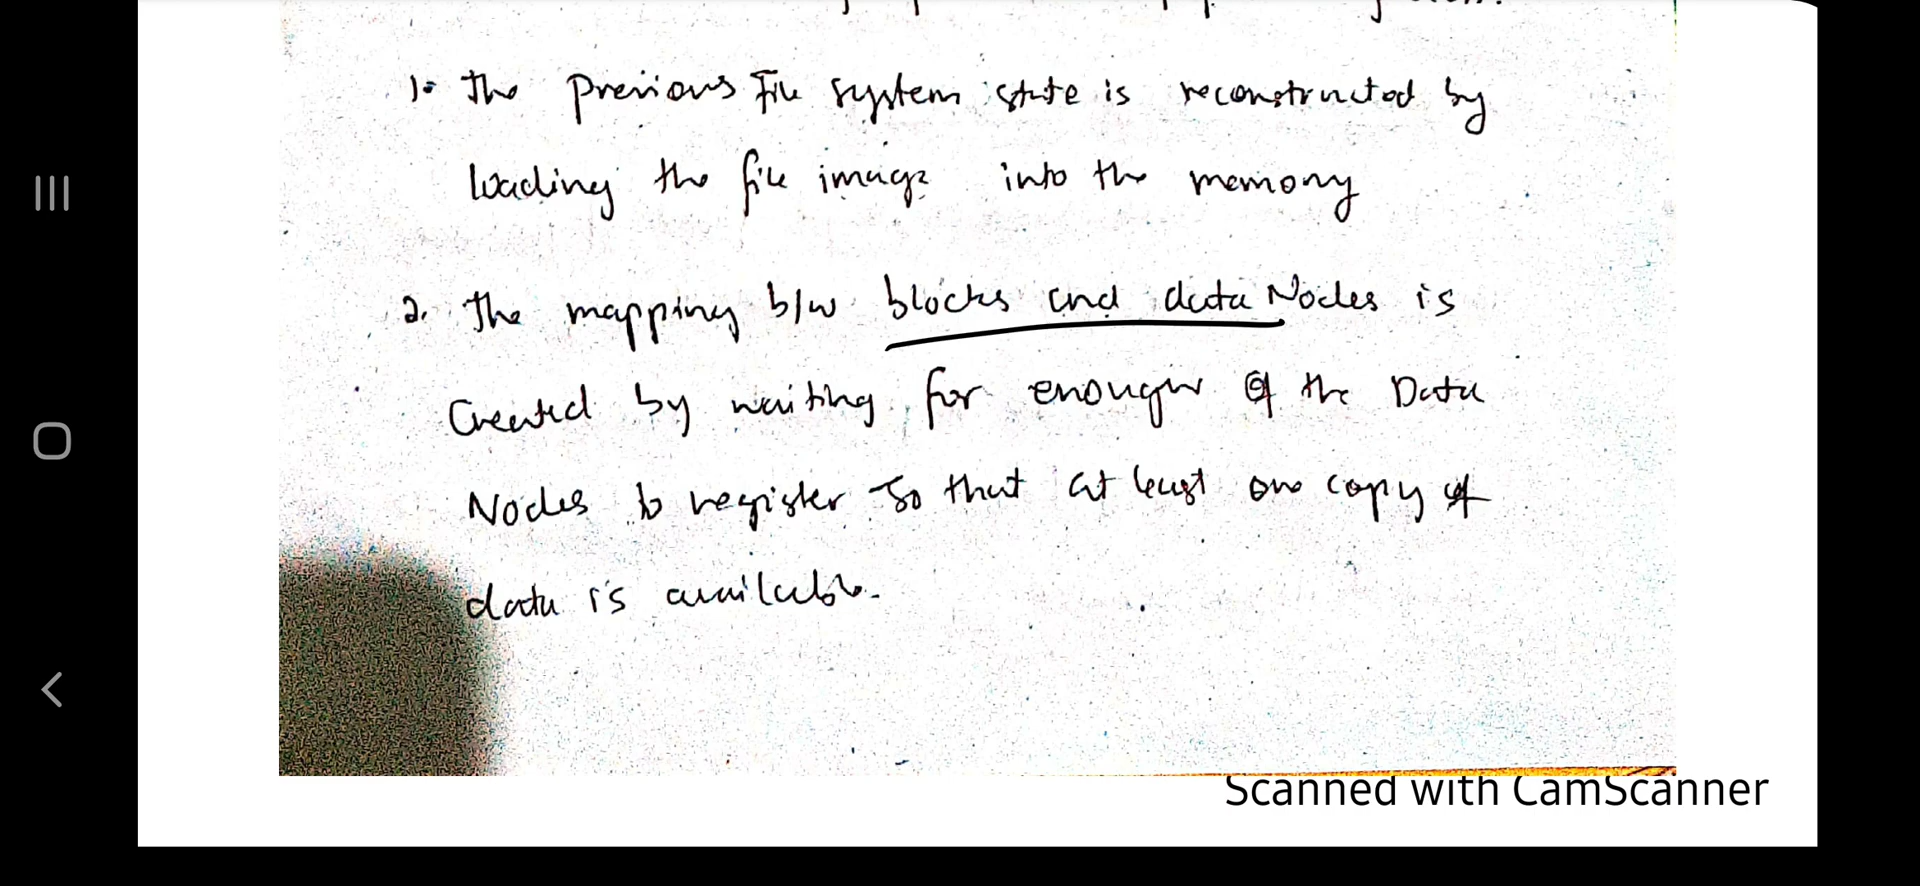 1. The previous File system state is reconstructed by
loading the file image into the memory
2. The mapping b/w blocks and data Nodes is
Created by waiting for enough of the Data
Nodes to register so that at least one copy of
data is available.
Scanned with CamScanner